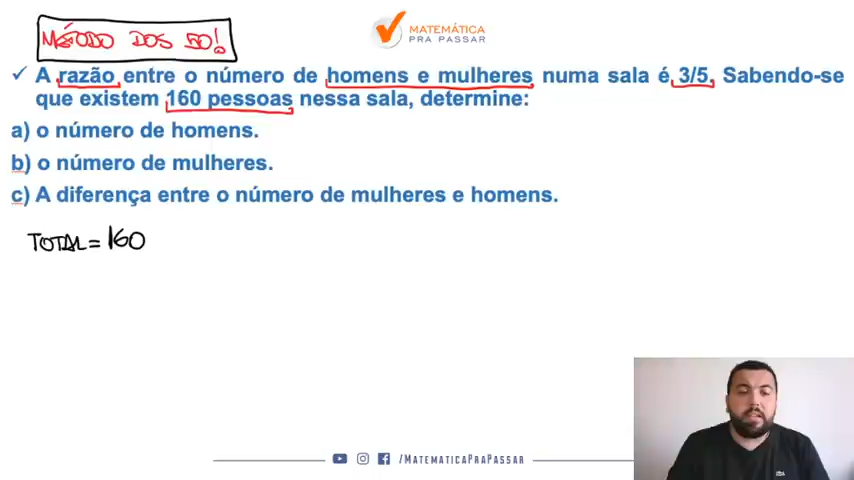 MÉTODO DOS 50!
MATEMÁTICA
PRA PASSAR
✓ A razão entre o número de homens e mulheres numa sala é 3/5. Sabendo-se
que existem 160 pessoas nessa sala, determine:
a) o número de homens.
b) o número de mulheres.
c) A diferença entre o número de mulheres e homens.
TOTAL = 160
/MATEMATICAPRAPASSAR